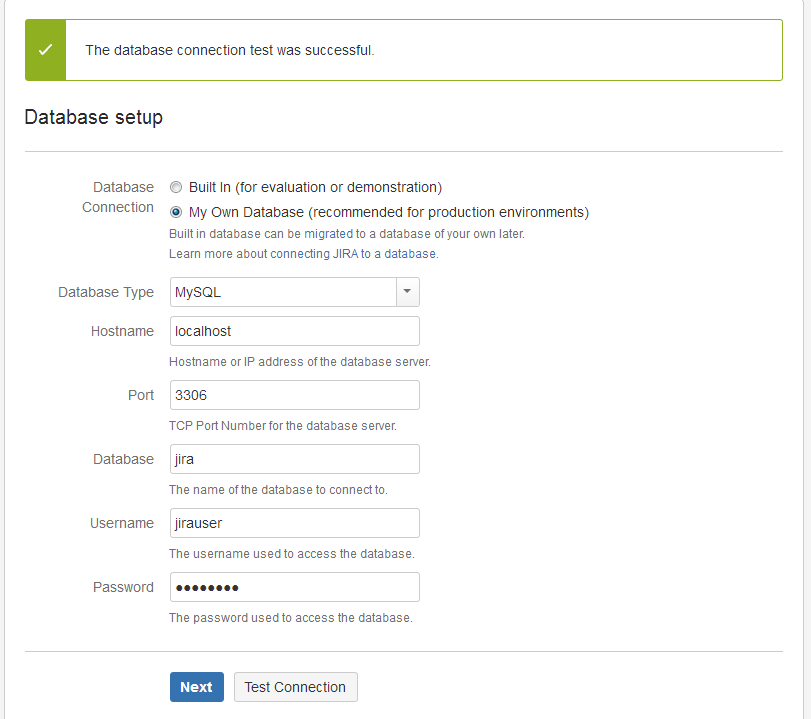 The database connection test was successful.
Database setup
Database Connection
Built In (for evaluation or demonstration)
My Own Database (recommended for production environments)
Built in database can be migrated to a database of your own later.
Learn more about connecting JIRA to a database.
Database Type
MySQL
Hostname
localhost
Hostname or IP address of the database server.
Port
3306
TCP Port Number for the database server.
Database
jira
The name of the database to connect to.
Username
jirauser
The username used to access the database.
Password
••••••••
The password used to access the database.
Next
Test Connection